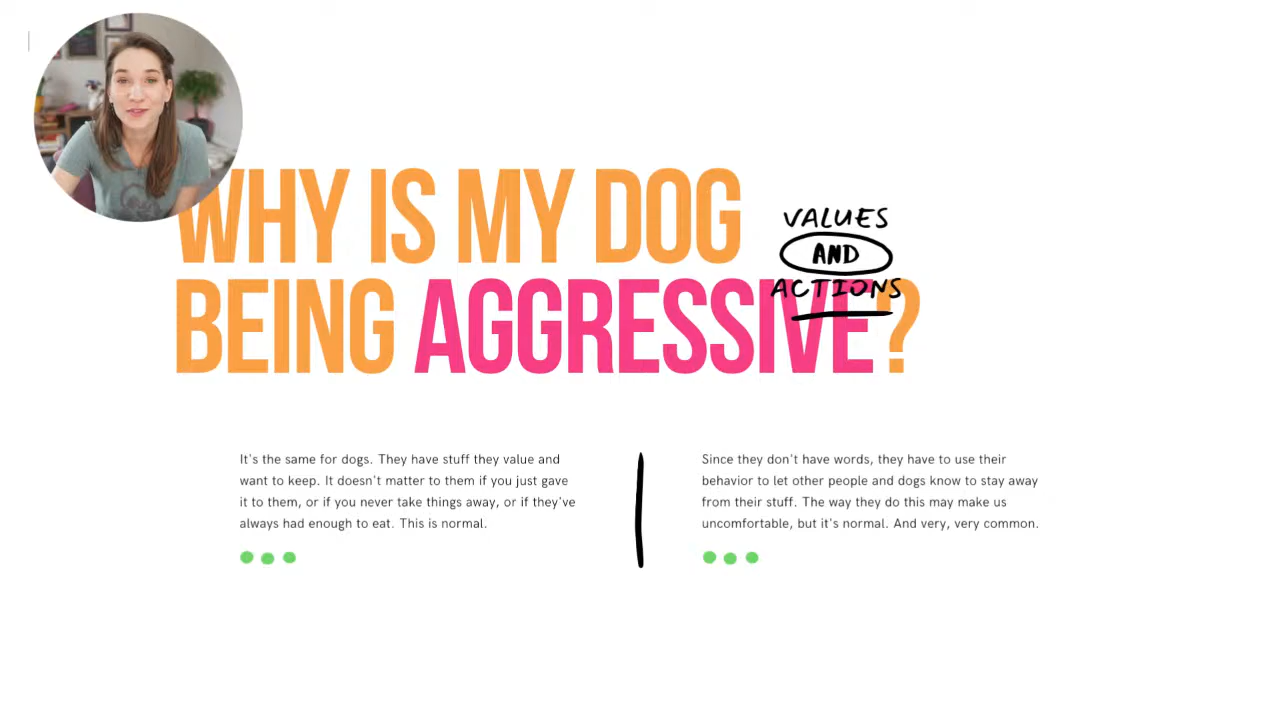 WHY IS MY DOG
BEING AGGRESSIVE?
VALUES
AND
ACTIONS
It's the same for dogs. They have stuff they value and
want to keep. It doesn't matter to them if you just gave
it to them, or if you never take things away, or if they've
always had enough to eat. This is normal.
Since they don't have words, they have to use their
behavior to let other people and dogs know to stay away
from their stuff. The way they do this may make us
uncomfortable, but it's normal. And very, very common.